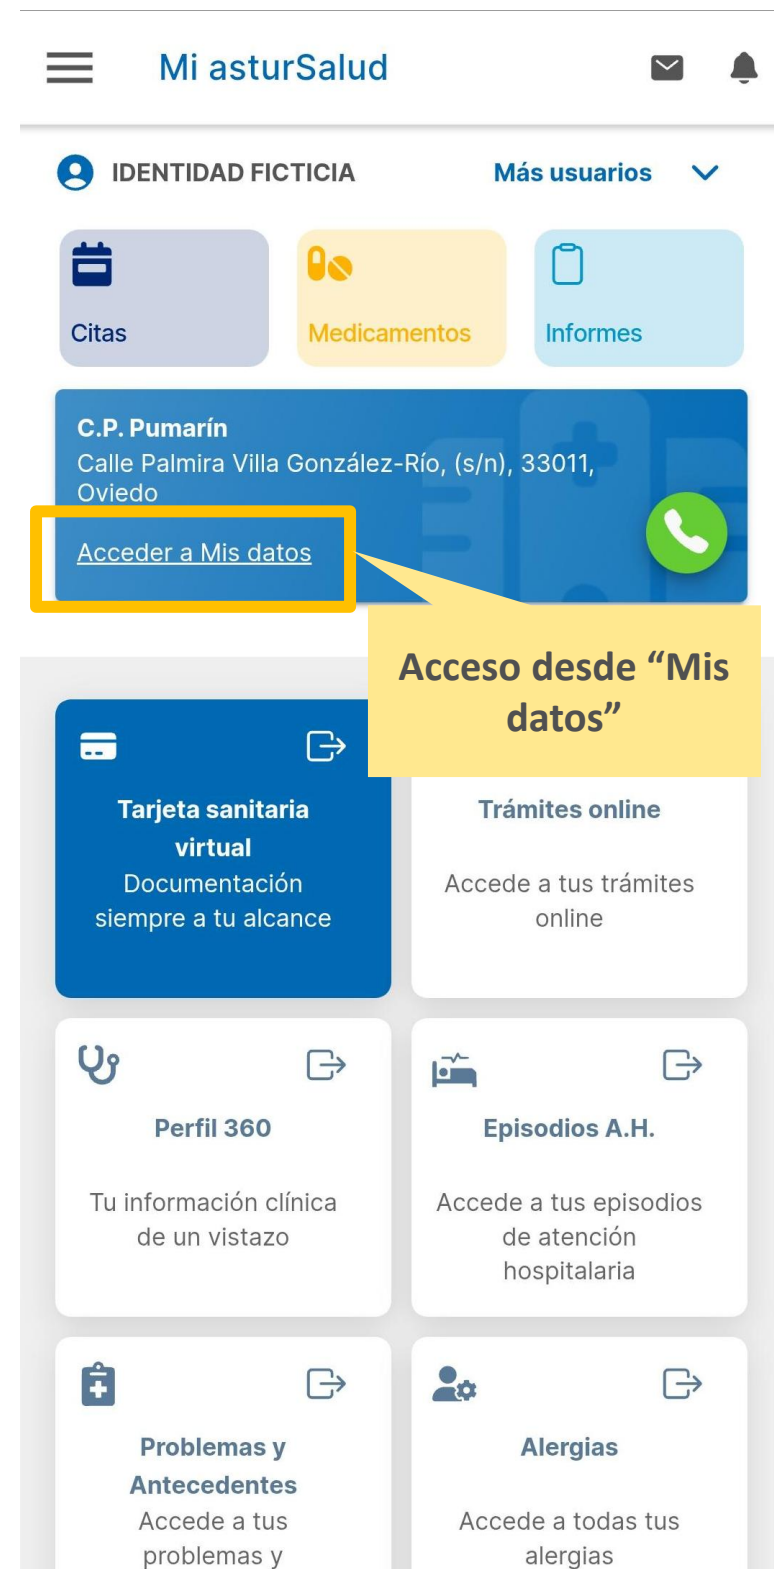 Mi asturSalud
IDENTIDAD FICTICIA
Más usuarios
Citas
Medicamentos
Informes
C.P. Pumarín
Calle Palmira Villa González-Río, (s/n), 33011,
Oviedo
Acceder a Mis datos
Acceso desde “Mis
datos”
Tarjeta sanitaria
virtual
Documentación
siempre a tu alcance
Trámites online
Accede a tus trámites
online
Perfil 360
Tu información clínica
de un vistazo
Episodios A.H.
Accede a tus episodios
de atención
hospitalaria
Problemas y
Antecedentes
Accede a tus
problemas y
Alergias
Accede a todas tus
alergias